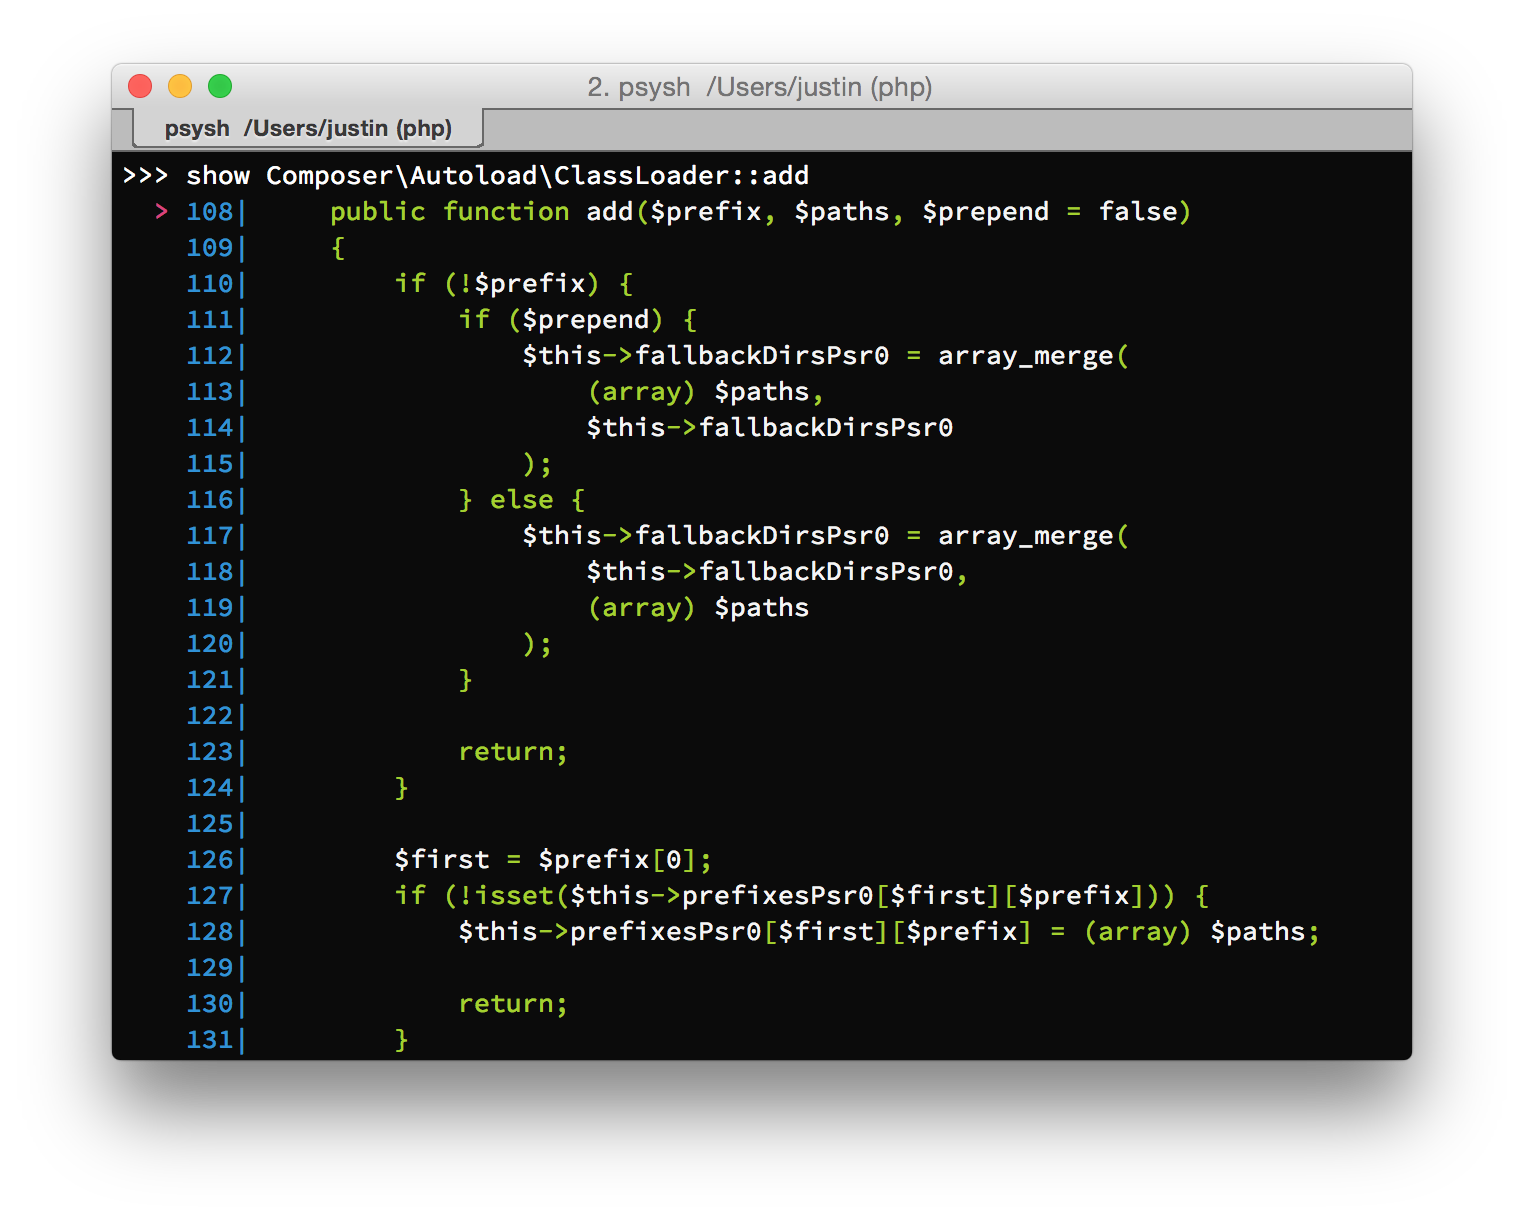 2. psysh  /Users/justin (php)
psysh  /Users/justin (php)
>>> show Composer\Autoload\ClassLoader::add
  > 108|     public function add($prefix, $paths, $prepend = false)
    109|     {
    110|         if (!$prefix) {
    111|             if ($prepend) {
    112|                 $this->fallbackDirsPsr0 = array_merge(
    113|                     (array) $paths,
    114|                     $this->fallbackDirsPsr0
    115|                 );
    116|             } else {
    117|                 $this->fallbackDirsPsr0 = array_merge(
    118|                     $this->fallbackDirsPsr0,
    119|                     (array) $paths
    120|                 );
    121|             }
    122|
    123|             return;
    124|         }
    125|
    126|         $first = $prefix[0];
    127|         if (!isset($this->prefixesPsr0[$first][$prefix])) {
    128|             $this->prefixesPsr0[$first][$prefix] = (array) $paths;
    129|
    130|             return;
    131|         }